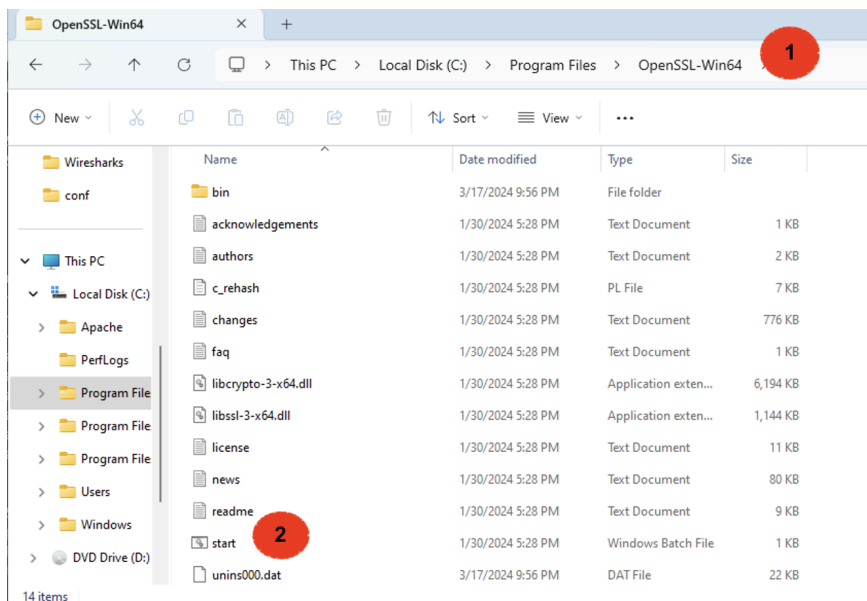 OpenSSL-Win64
This PC > Local Disk (C:) > Program Files > OpenSSL-Win64 >
1
New
Sort
View
Wiresharks
conf
This PC
Local Disk (C:)
Apache
PerfLogs
Program File
Program File
Program File
Users
Windows
DVD Drive (D:)
Name Date modified Type Size
bin 3/17/2024 9:56 PM File folder
acknowledgements 1/30/2024 5:28 PM Text Document 1 KB
authors 1/30/2024 5:28 PM Text Document 2 KB
c_rehash 1/30/2024 5:28 PM PL File 7 KB
changes 1/30/2024 5:28 PM Text Document 776 KB
faq 1/30/2024 5:28 PM Text Document 1 KB
libcrypto-3-x64.dll 1/30/2024 5:28 PM Application exten... 6,194 KB
libssl-3-x64.dll 1/30/2024 5:28 PM Application exten... 1,144 KB
license 1/30/2024 5:28 PM Text Document 11 KB
news 1/30/2024 5:28 PM Text Document 80 KB
readme 1/30/2024 5:28 PM Text Document 9 KB
2
start 1/30/2024 5:28 PM Windows Batch File 1 KB
unins000.dat 3/17/2024 9:56 PM DAT File 22 KB
14 items